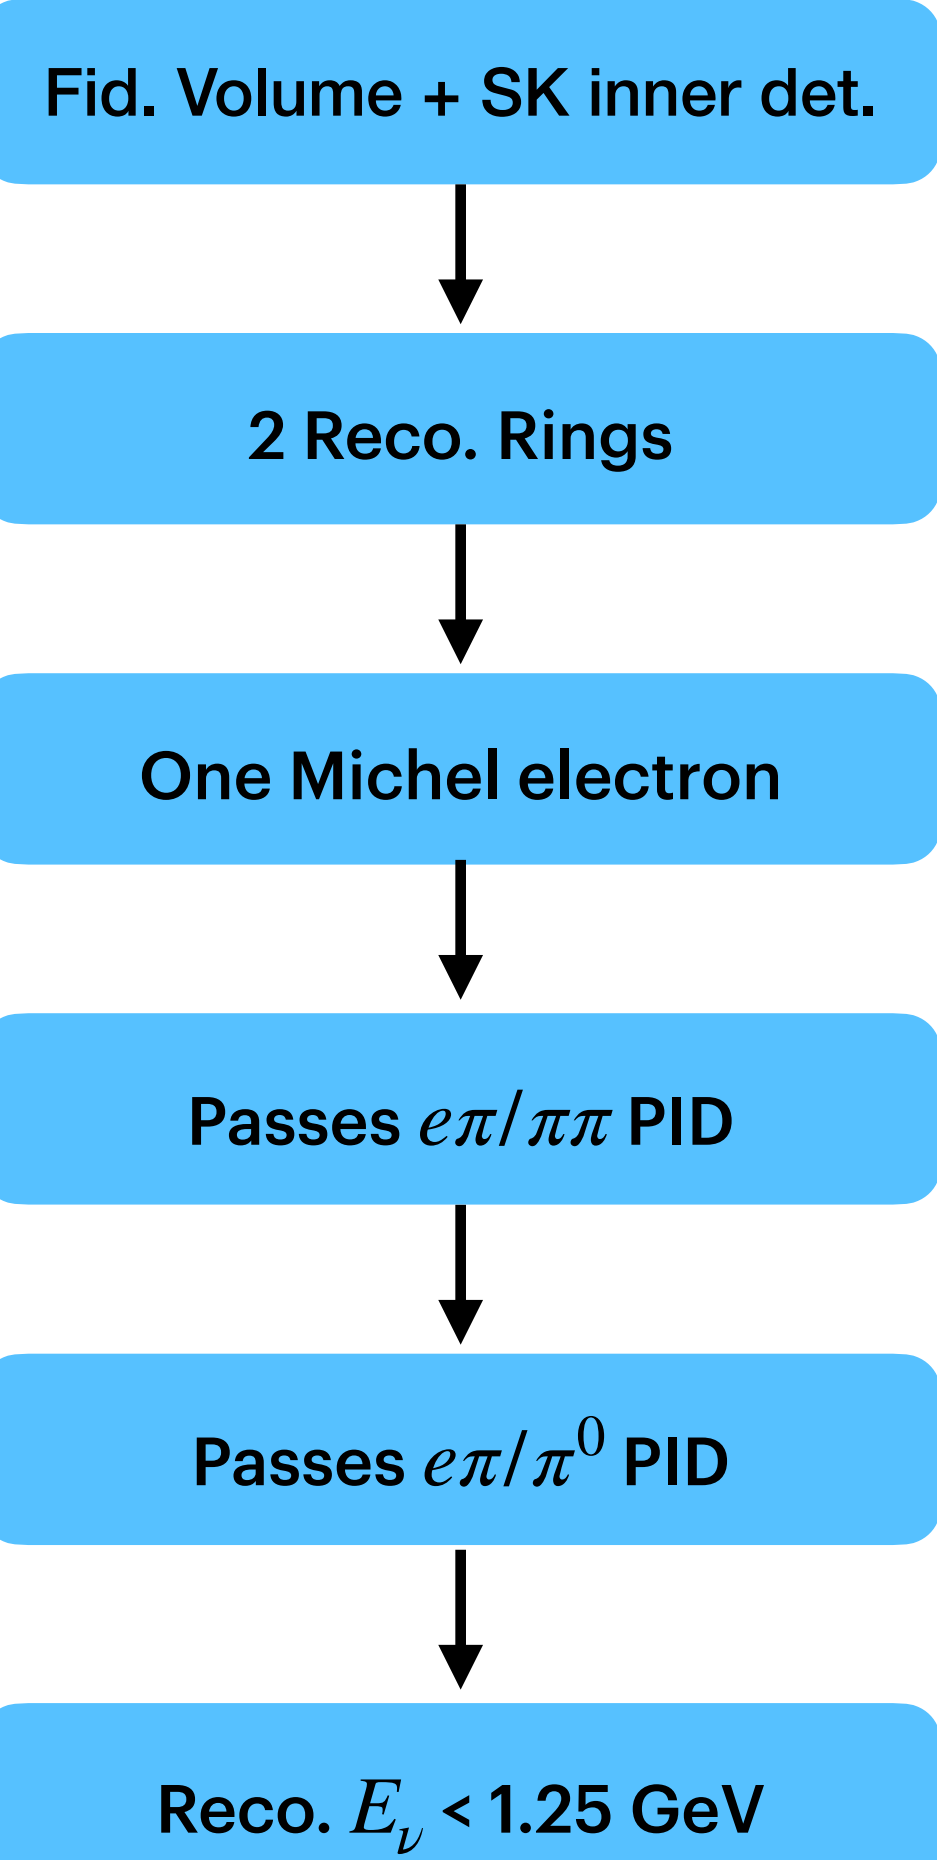 Fid. Volume + SK inner det.
2 Reco. Rings
One Michel electron
Passes eπ/ππ PID
Passes eπ/π⁰ PID
Reco. E_ν < 1.25 GeV